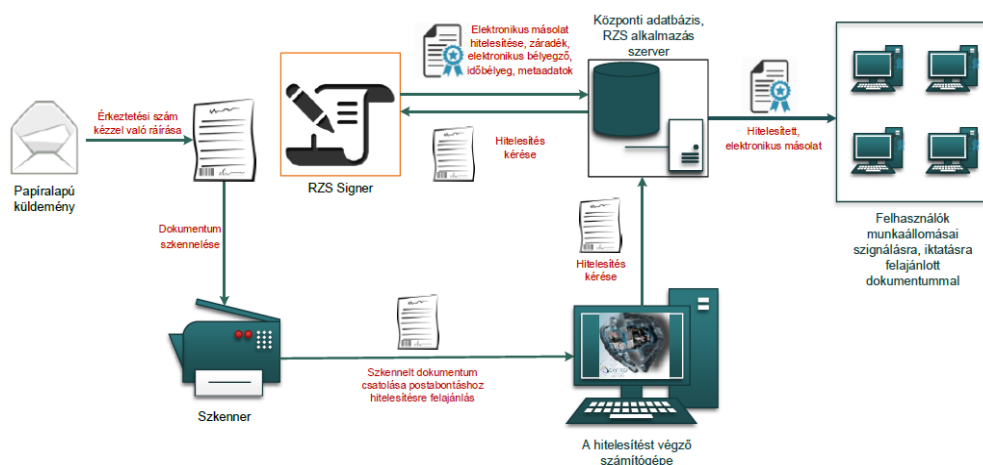 Papíralapú
küldemény
Érkeztetési szám
kézzel való ráírása
Dokumentum
szkennelése
Szkenner
Szkennelt dokumentum
csatolása postabontáshoz
hitelesítésre felajánlás
A hitelesítést végző
számítógépe
Hitelesítés
kérése
Központi adatbázis,
RZS alkalmazás
szerver
Hitelesítés
kérése
RZS Signer
Elektronikus másolat
hitelesítése, záradék,
elektronikus bélyegző,
időbélyeg, metaadatok
Hitelesített,
elektronikus másolat
Felhasználók
munkaállomásai
szignálásra, iktatásra
felajánlott
dokumentummal